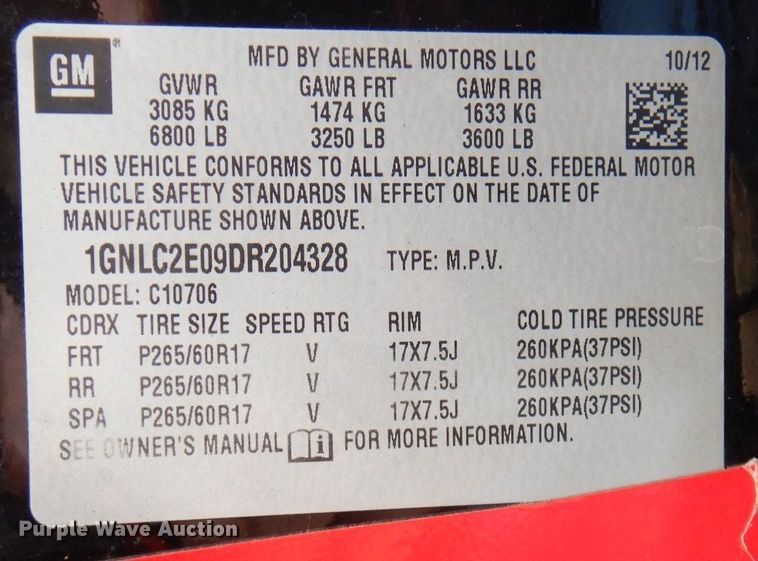 GM ® MFD BY GENERAL MOTORS LLC 10/12
GVWR GAWR FRT GAWR RR
3085 KG 1474 KG 1633 KG
6800 LB 3250 LB 3600 LB
THIS VEHICLE CONFORMS TO ALL APPLICABLE U.S. FEDERAL MOTOR
VEHICLE SAFETY STANDARDS IN EFFECT ON THE DATE OF
MANUFACTURE SHOWN ABOVE.
1GNLC2E09DR204328 TYPE: M.P.V.
MODEL: C10706
CDRX TIRE SIZE SPEED RTG RIM COLD TIRE PRESSURE
FRT P265/60R17 V 17X7.5J 260KPA(37PSI)
RR P265/60R17 V 17X7.5J 260KPA(37PSI)
SPA P265/60R17 V 17X7.5J 260KPA(37PSI)
SEE OWNER'S MANUAL i FOR MORE INFORMATION.
Purple Wave Auction